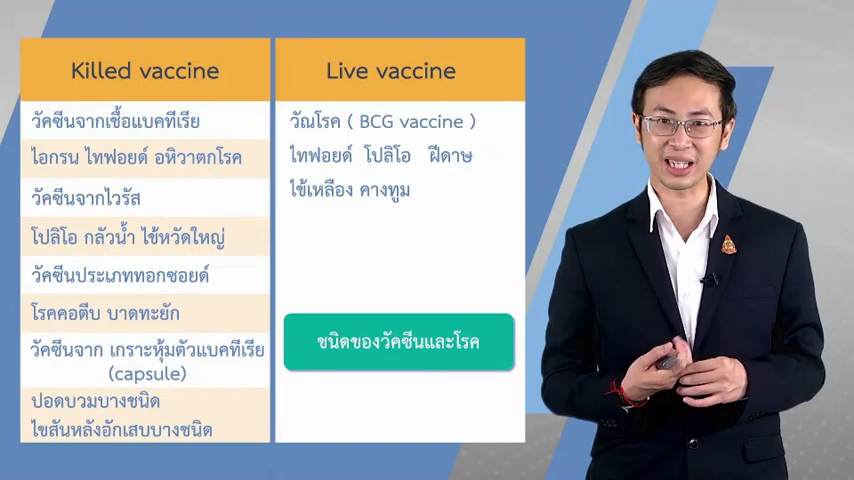 Killed vaccine
วัคซีนจากเชื้อแบคทีเรีย
ไอกรน ไทฟอยด์ อหิวาตกโรค
วัคซีนจากไวรัส
โปลิโอ กลัวน้ำ ไข้หวัดใหญ่
วัคซีนประเภททอกซอยด์
โรคคอตีบ บาดทะยัก
วัคซีนจาก เกราะหุ้มตัวแบคทีเรีย
(capsule)
ปอดบวมบางชนิด
ไขสันหลังอักเสบบางชนิด
Live vaccine
วัณโรค ( BCG vaccine )
ไทฟอยด์ โปลิโอ ฝีดาษ
ไข้เหลือง คางทูม
ชนิดของวัคซีนและโรค